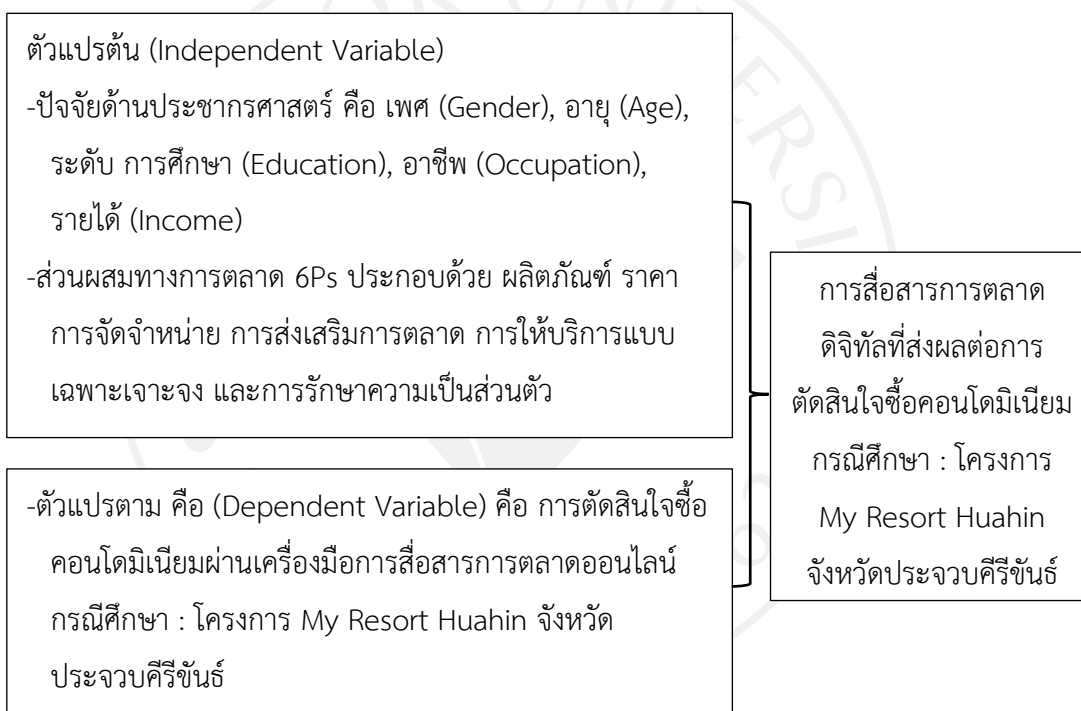 ตัวแปรต้น (Independent Variable)
-ปัจจัยด้านประชากรศาสตร์ คือ เพศ (Gender), อายุ (Age),
ระดับ การศึกษา (Education), อาชีพ (Occupation),
รายได้ (Income)
-ส่วนผสมทางการตลาด 6Ps ประกอบด้วย ผลิตภัณฑ์ ราคา
การจัดจำหน่าย การส่งเสริมการตลาด การให้บริการแบบ
เฉพาะเจาะจง และการรักษาความเป็นส่วนตัว
-ตัวแปรตาม คือ (Dependent Variable) คือ การตัดสินใจซื้อ
คอนโดมิเนียมผ่านเครื่องมือการสื่อสารการตลาดออนไลน์
กรณีศึกษา : โครงการ My Resort Huahin จังหวัด
ประจวบคีรีขันธ์
การสื่อสารการตลาด
ดิจิทัลที่ส่งผลต่อการ
ตัดสินใจซื้อคอนโดมิเนียม
กรณีศึกษา : โครงการ
My Resort Huahin
จังหวัดประจวบคีรีขันธ์